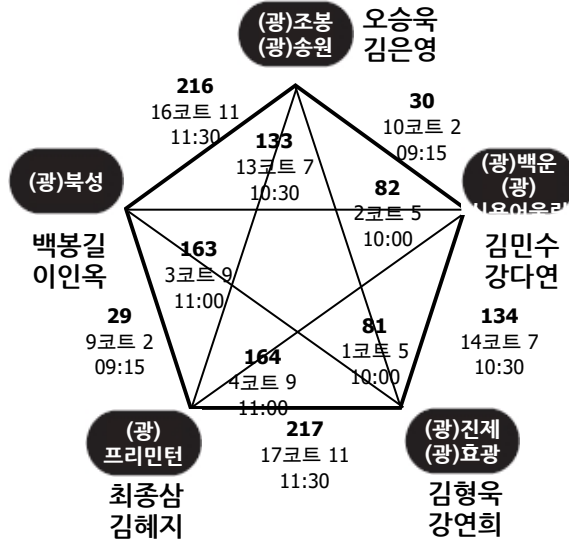 (광)조봉
(광)송원
오승욱
김은영
216
16코트 11
11:30
30
10코트 2
09:15
133
13코트 7
10:30
(광)북성
82
2코트 5
10:00
(광)백운
(광)
백봉길
이인옥
163
3코트 9
11:00
김민수
강다연
29
9코트 2
09:15
81
1코트 5
10:00
134
14코트 7
10:30
164
4코트 9
11:00
(광)
프리민턴
217
17코트 11
11:30
(광)진제
(광)효광
최종삼
김혜지
김형욱
강연희